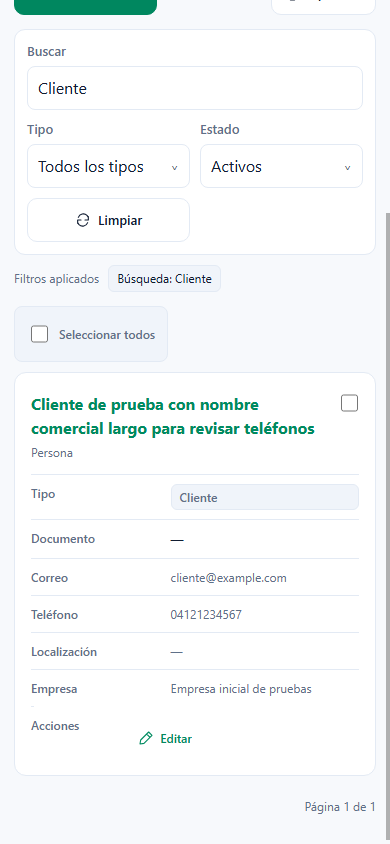 Buscar
Cliente
Tipo
Estado
Todos los tipos
Activos
Limpiar
Filtros aplicados
Búsqueda: Cliente
Seleccionar todos
Cliente de prueba con nombre
comercial largo para revisar teléfonos
Persona
Tipo
Cliente
Documento
—
Correo
cliente@example.com
Teléfono
04121234567
Localización
—
Empresa
Empresa inicial de pruebas
Acciones
Editar
Página 1 de 1